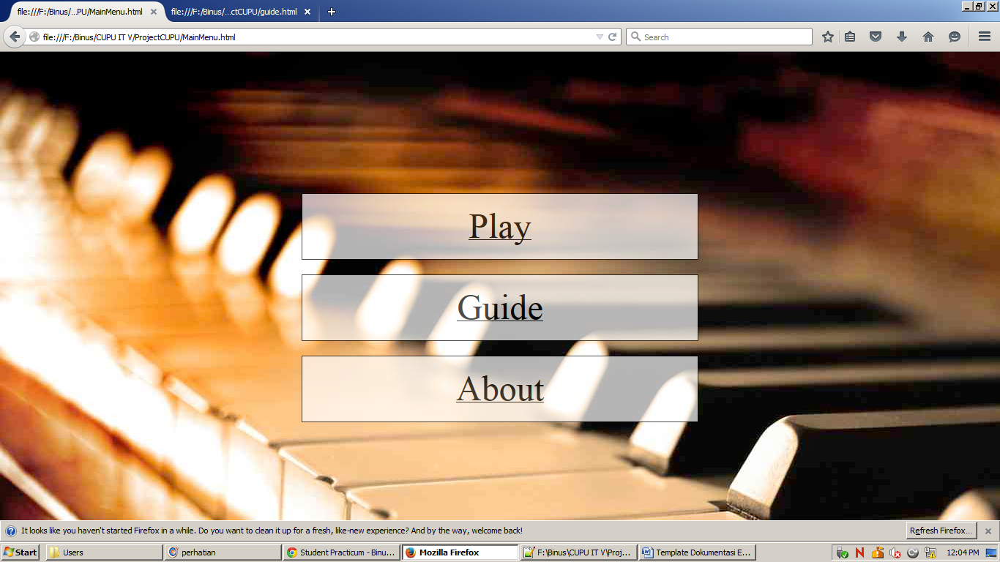 file:///F:/Binus/...PU/MainMenu.html
file:///F:/Binus/...ctCUPU/guide.html
file:///F:/Binus/CUPU IT V/ProjectCUPU/MainMenu.html
Search
Play
Guide
About
It looks like you haven't started Firefox in a while. Do you want to clean it up for a fresh, like-new experience? And by the way, welcome back!
Refresh Firefox...
Start
Users
perhatian
Student Practicum - Binu...
Mozilla Firefox
F:\Binus\CUPU IT V\Proj...
Template Dokumentasi E...
12:04 PM